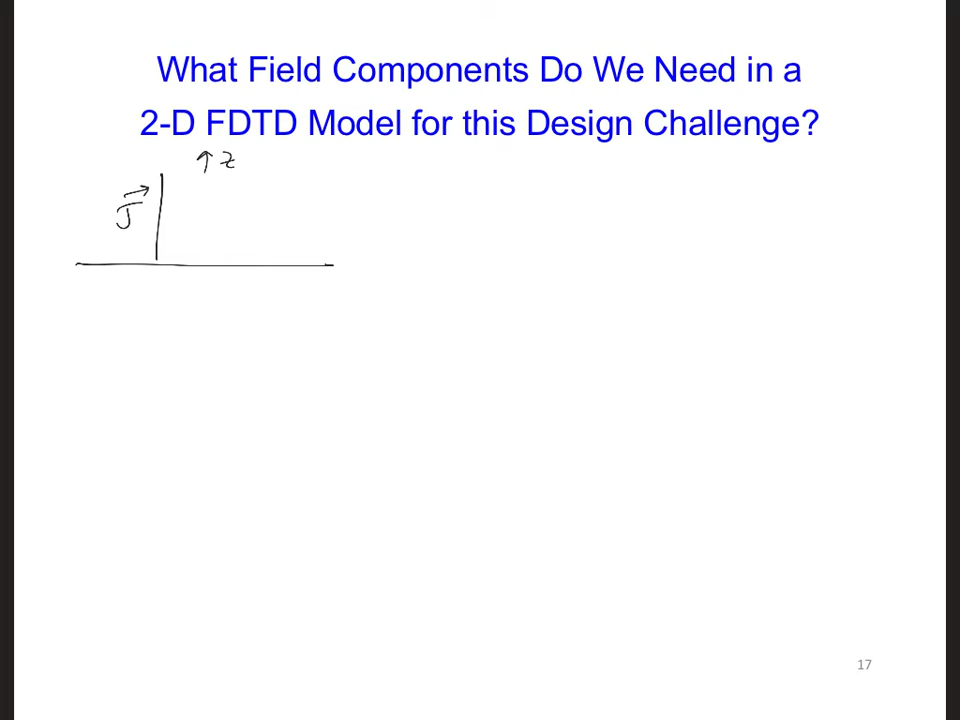 What Field Components Do We Need in a
2-D FDTD Model for this Design Challenge?
↑ z
J⃗
17